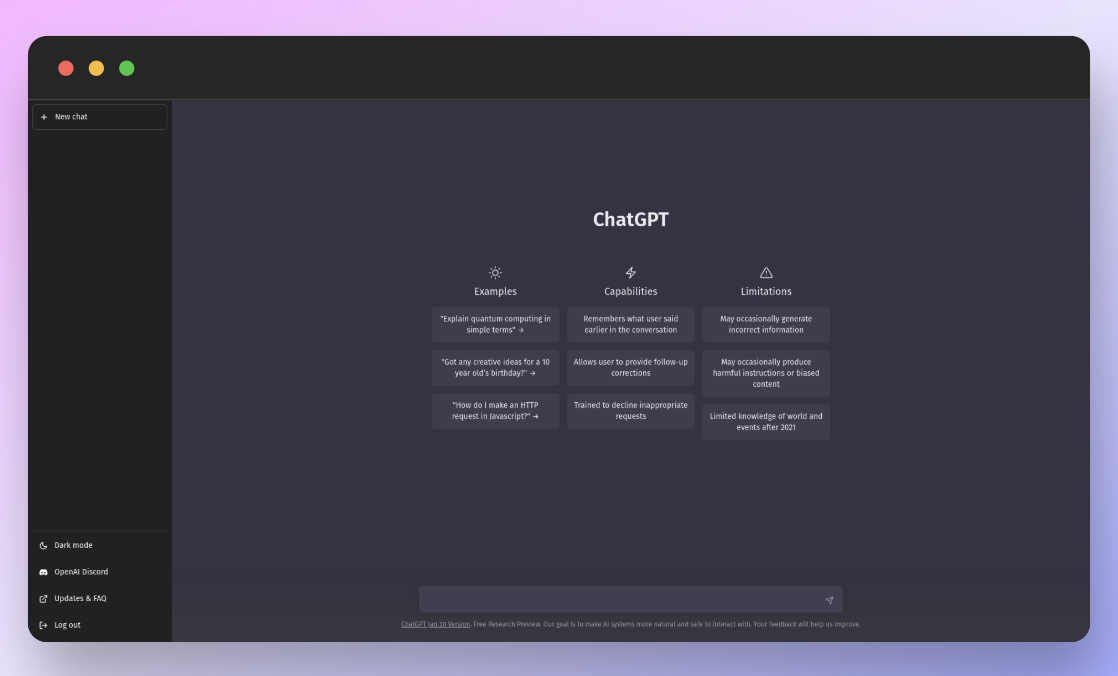 New chat
ChatGPT
Examples
"Explain quantum computing in
simple terms" →
"Got any creative ideas for a 10
year old's birthday?" →
"How do I make an HTTP
request in Javascript?" →
Capabilities
Remembers what user said
earlier in the conversation
Allows user to provide follow-up
corrections
Trained to decline inappropriate
requests
Limitations
May occasionally generate
incorrect information
May occasionally produce
harmful instructions or biased
content
Limited knowledge of world and
events after 2021
Dark mode
OpenAI Discord
Updates & FAQ
Log out
ChatGPT Jan 30 Version. Free Research Preview. Our goal is to make AI systems more natural and safe to interact with. Your feedback will help us improve.